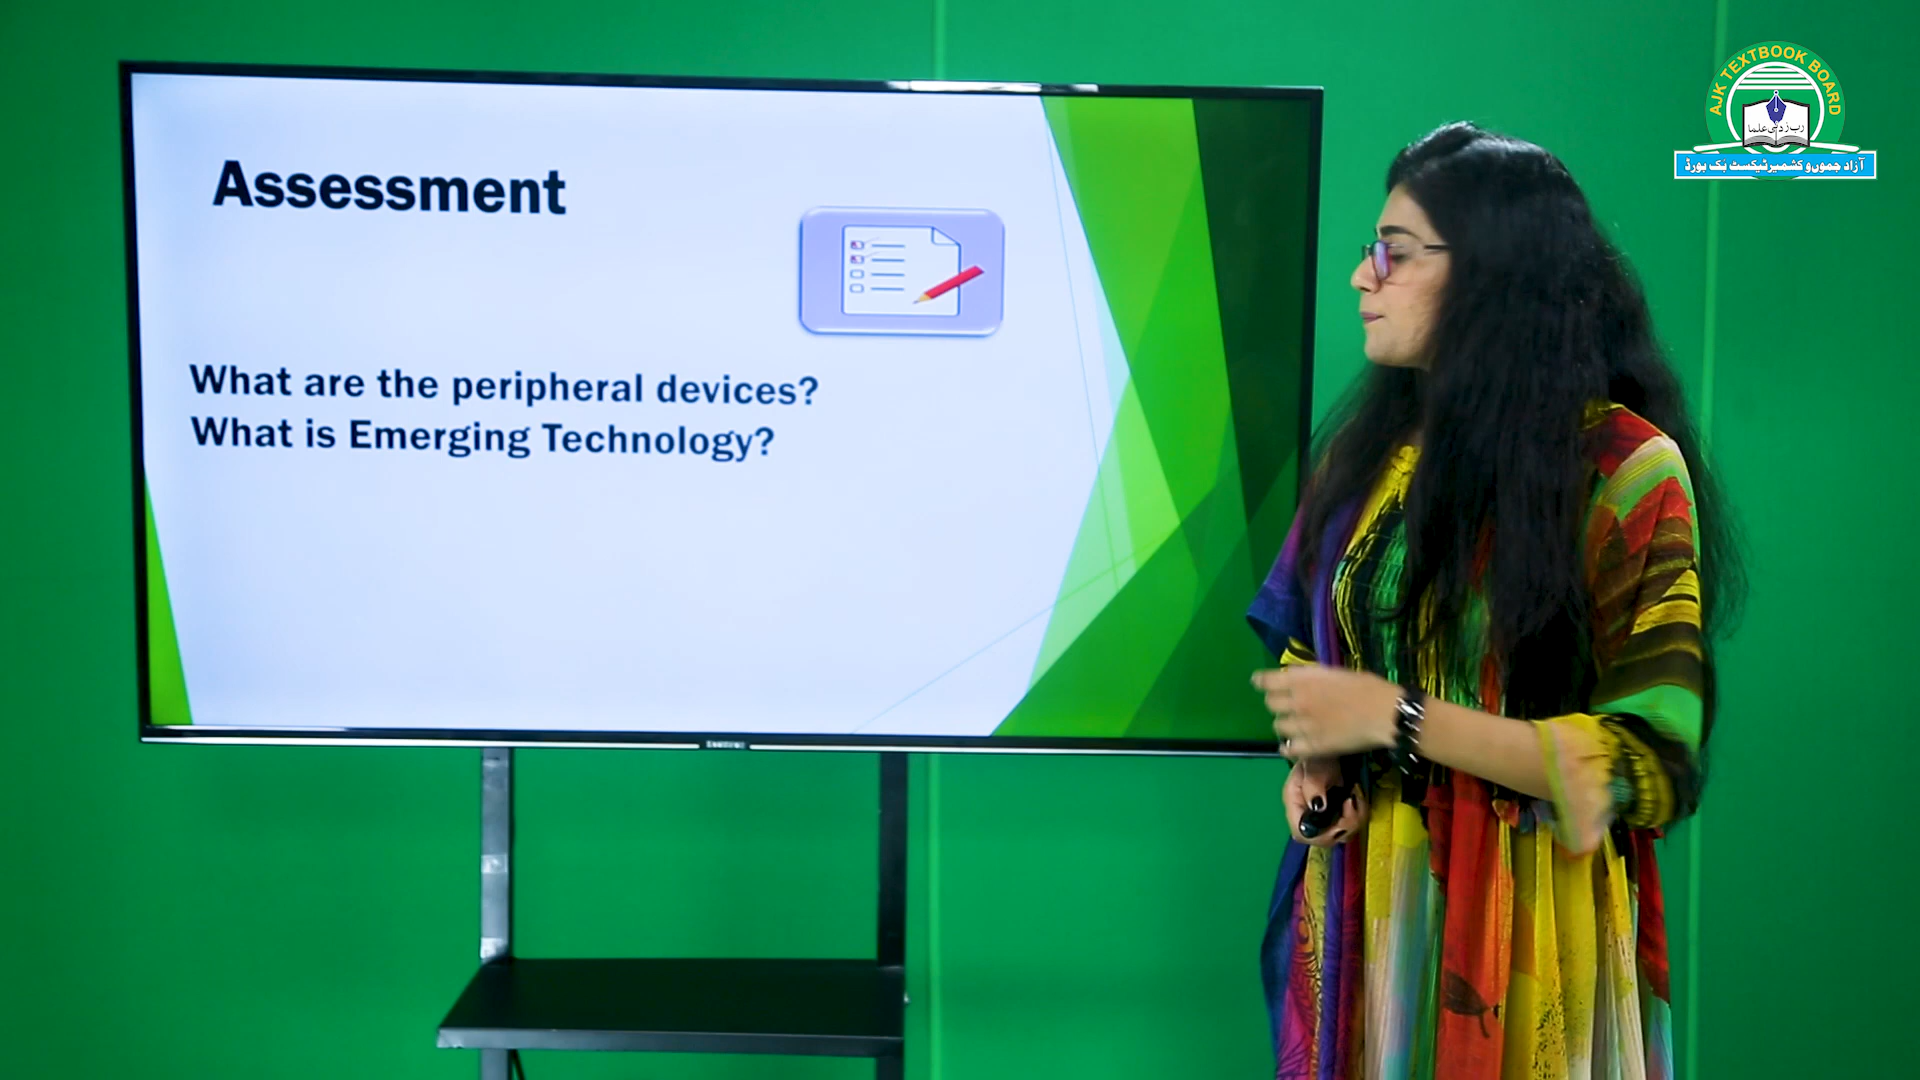 Assessment
What are the peripheral devices?
What is Emerging Technology?
AJK TEXTBOOK BOARD
آزاد جموں و کشمیر ٹیکسٹ بک بورڈ